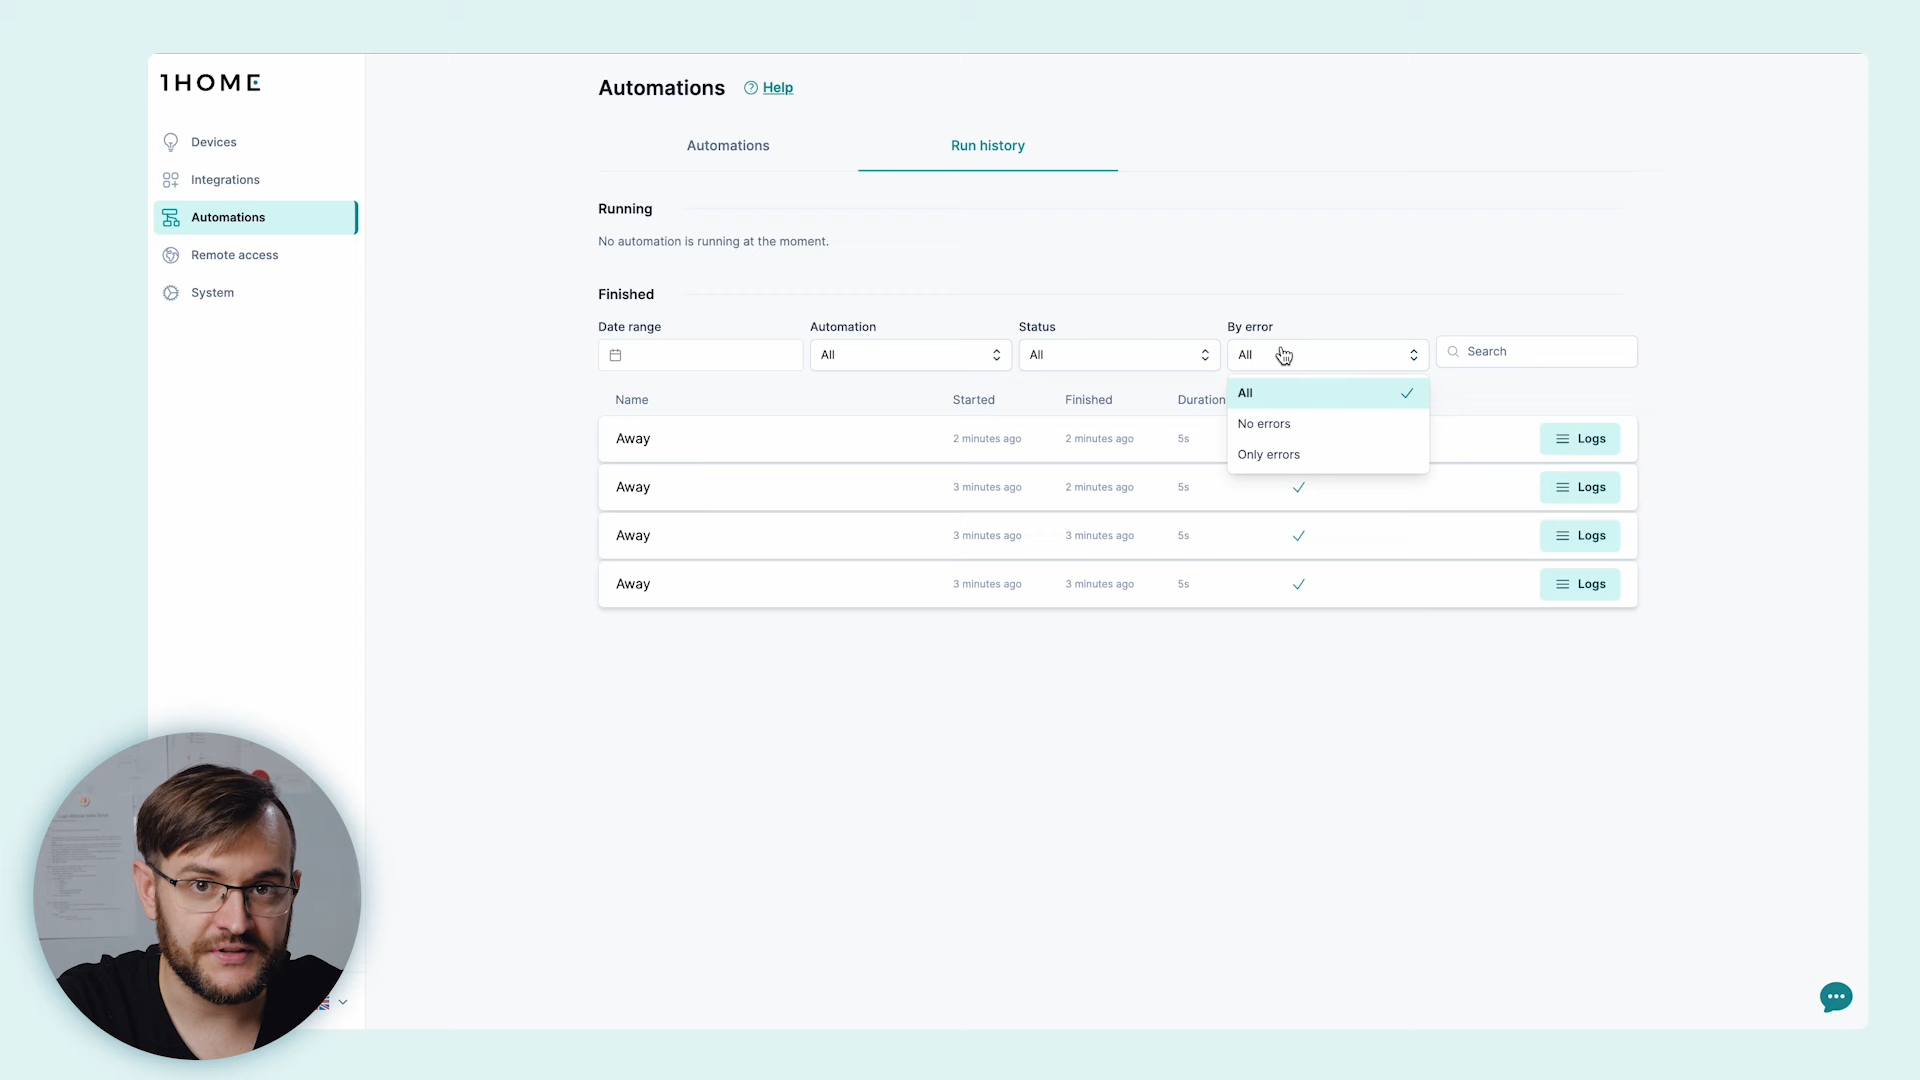 1HOME
Devices
Integrations
Automations
Remote access
System
Automations
Help
Automations
Run history
Running
No automation is running at the moment.
Finished
Date range
Automation
Status
By error
All
All
All
Search
All
No errors
Only errors
Name
Started
Finished
Duration
Away
2 minutes ago
2 minutes ago
5s
Logs
Away
3 minutes ago
2 minutes ago
5s
Logs
Away
3 minutes ago
3 minutes ago
5s
Logs
Away
3 minutes ago
3 minutes ago
5s
Logs